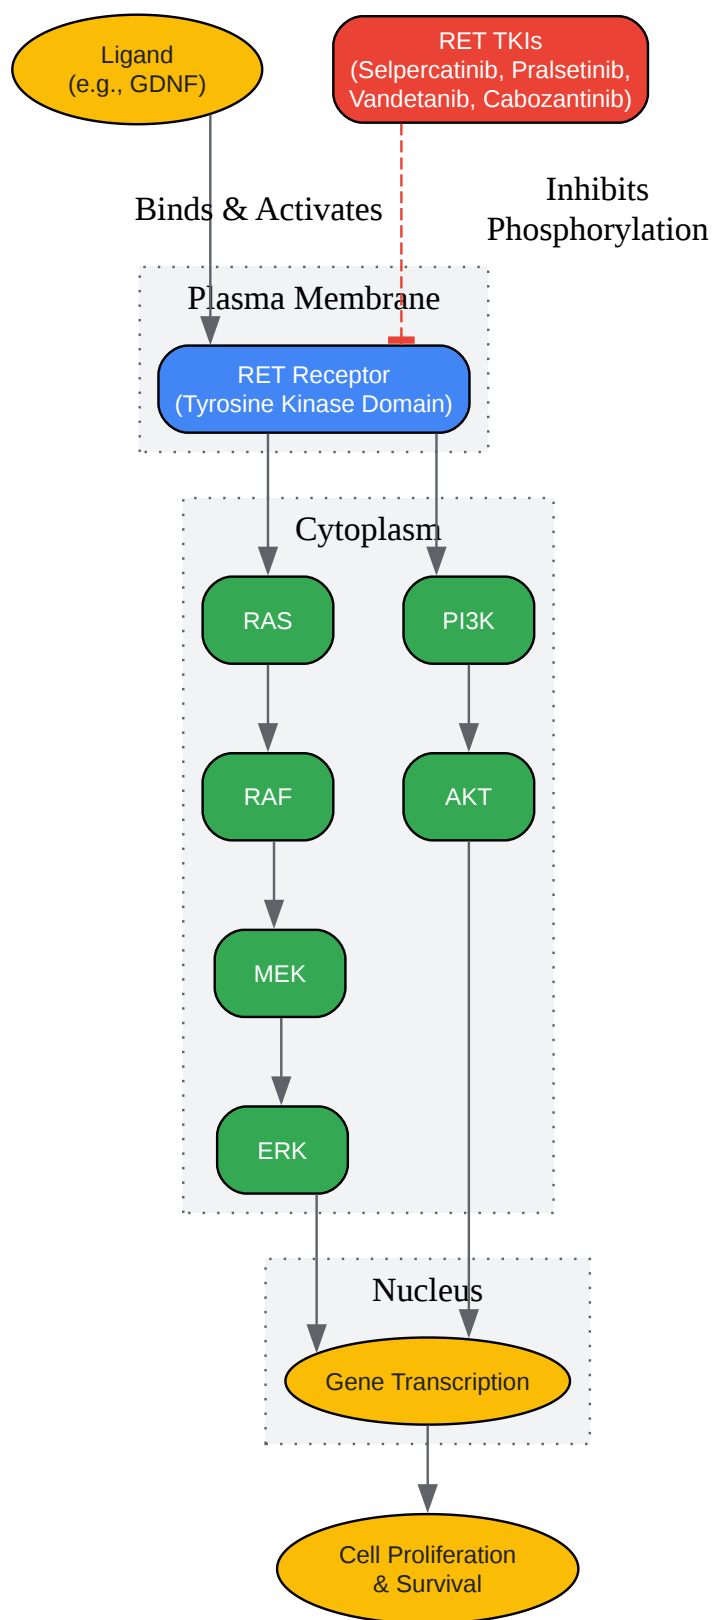 Ligand
(e.g., GDNF)
RET TKIs
(Selpercatinib, Pralsetinib,
Vandetanib, Cabozantinib)
Binds & Activates
Inhibits
Phosphorylation
Plasma Membrane
RET Receptor
(Tyrosine Kinase Domain)
Cytoplasm
RAS
PI3K
RAF
AKT
MEK
ERK
Nucleus
Gene Transcription
Cell Proliferation
& Survival